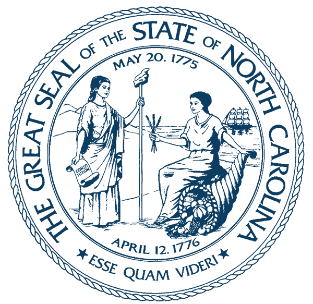 THE GREAT SEAL OF THE STATE OF NORTH CAROLINA
MAY 20. 1775
APRIL 12. 1776
★ ESSE QUAM VIDERI ★